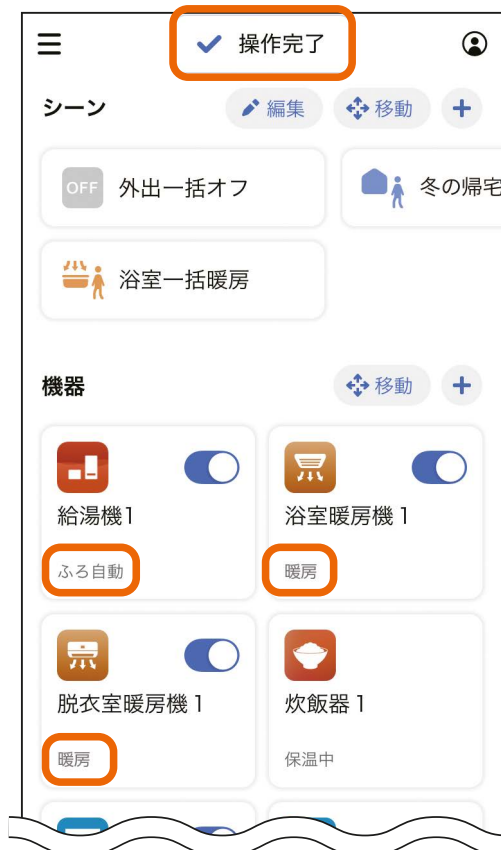 操作完了
シーン
編集
移動
OFF 外出一括オフ
冬の帰宅
浴室一括暖房
機器
移動
給湯機1
ふろ自動
浴室暖房機1
暖房
脱衣室暖房機1
暖房
炊飯器1
保温中